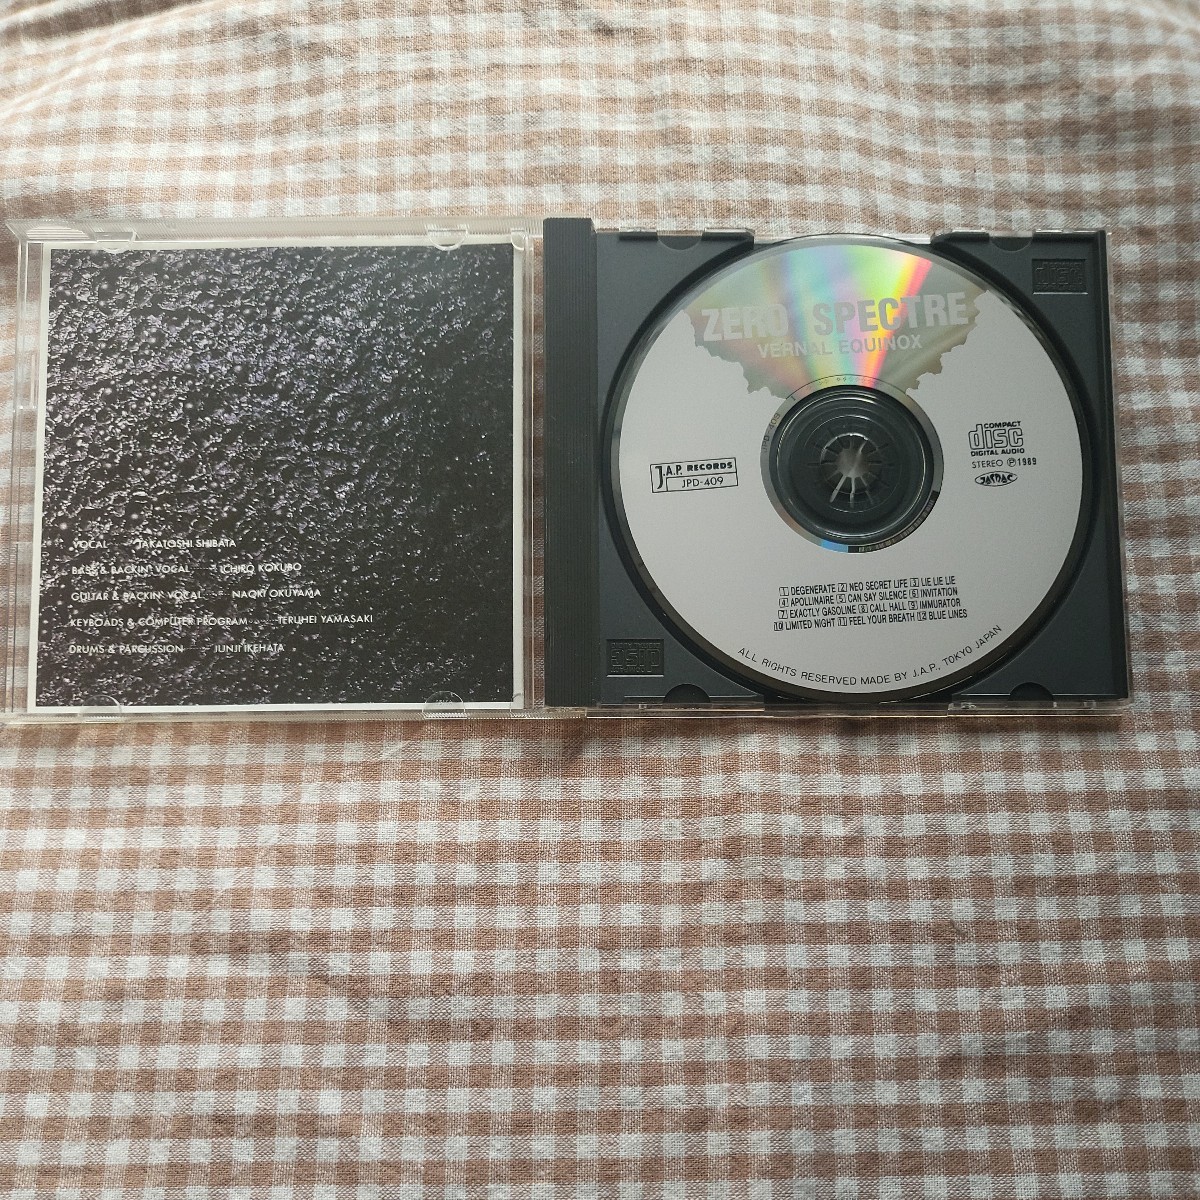 VOCAL TAKATOSHI SHIBATA
BASS & BACKIN' VOCAL ICHIRO KOKUBO
GUITAR & BACKIN' VOCAL NAOKI OKUYAMA
KEYBOADS & COMPUTER PROGRAM TERUHEI YAMASAKI
DRUMS & PARCUSSION JUNJI IKEHATA
ZERO SPECTRE
VERNAL EQUINOX
J.A.P. RECORDS
JPD-409
COMPACT
disc
DIGITAL AUDIO
STEREO Ⓟ1989
JASRAC
1 DEGENERATE 2 NEO SECRET LIFE 3 LIE LIE LIE
4 APOLLINAIRE 5 CAN SAY SILENCE 6 INVITATION
7 EXACTLY GASOLINE 8 CALL HALL 9 IMMURATOR
10 LIMITED NIGHT 11 FEEL YOUR BREATH 12 BLUE LINES
ALL RIGHTS RESERVED MADE BY J.A.P., TOKYO JAPAN
disc